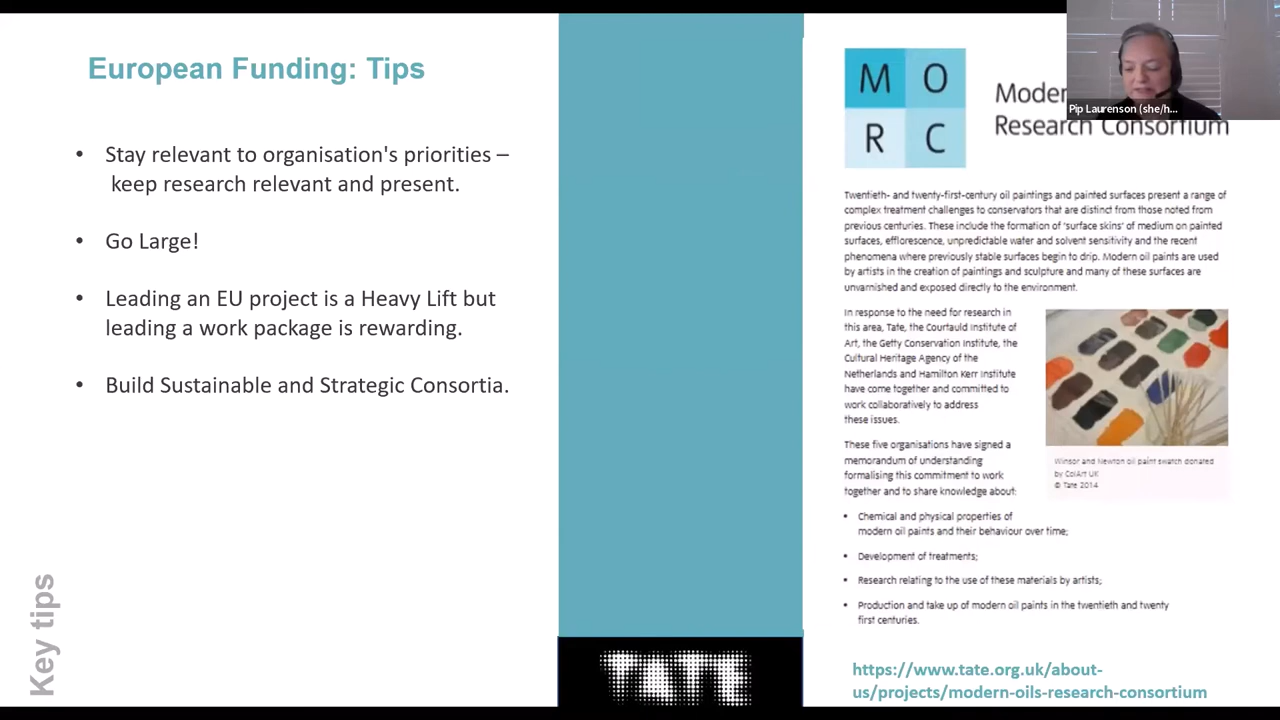 European Funding: Tips
• Stay relevant to organisation's priorities –
keep research relevant and present.
• Go Large!
• Leading an EU project is a Heavy Lift but
leading a work package is rewarding.
• Build Sustainable and Strategic Consortia.
Key tips
TATE
M O
R C
Moder
Research Consortium
Pip Laurenson (she/h...
Twentieth- and twenty-first-century oil paintings and painted surfaces present a range of
complex treatment challenges to conservators that are distinct from those noted from
previous centuries. These include the formation of 'surface skins' of medium on painted
surfaces, efflorescence, unpredictable water and solvent sensitivity and the recent
phenomena where previously stable surfaces begin to drip. Modern oil paints are used
by artists in the creation of paintings and sculpture and many of these surfaces are
unvarnished and exposed directly to the environment.
In response to the need for research in
this area, Tate, the Courtauld Institute of
Art, the Getty Conservation Institute, the
Cultural Heritage Agency of the
Netherlands and Hamilton Kerr Institute
have come together and committed to
work collaboratively to address
these issues.
These five organisations have signed a
memorandum of understanding
formalising this commitment to work
together and to share knowledge about:
Winsor and Newton oil paint swatch donated
by ColArt UK
© Tate 2014
• Chemical and physical properties of
modern oil paints and their behaviour over time;
• Development of treatments;
• Research relating to the use of these materials by artists;
• Production and take up of modern oil paints in the twentieth and twenty
first centuries.
https://www.tate.org.uk/about-
us/projects/modern-oils-research-consortium